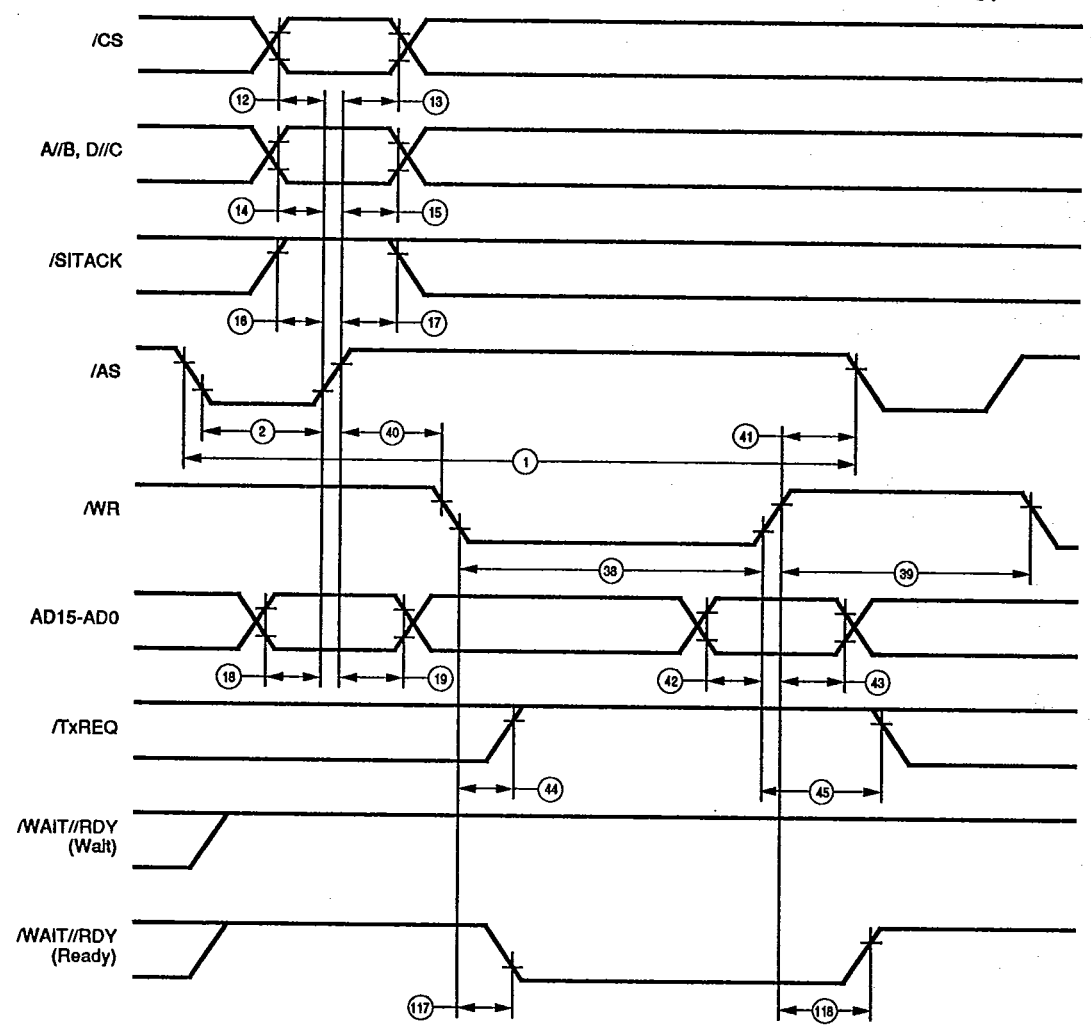 /CS
12
13
A//B, D//C
14
15
/SITACK
16
17
/AS
2
40
41
1
/WR
38
39
AD15-AD0
18
19
42
43
/TxREQ
44
45
/WAIT//RDY
(Wait)
/WAIT//RDY
(Ready)
117
118